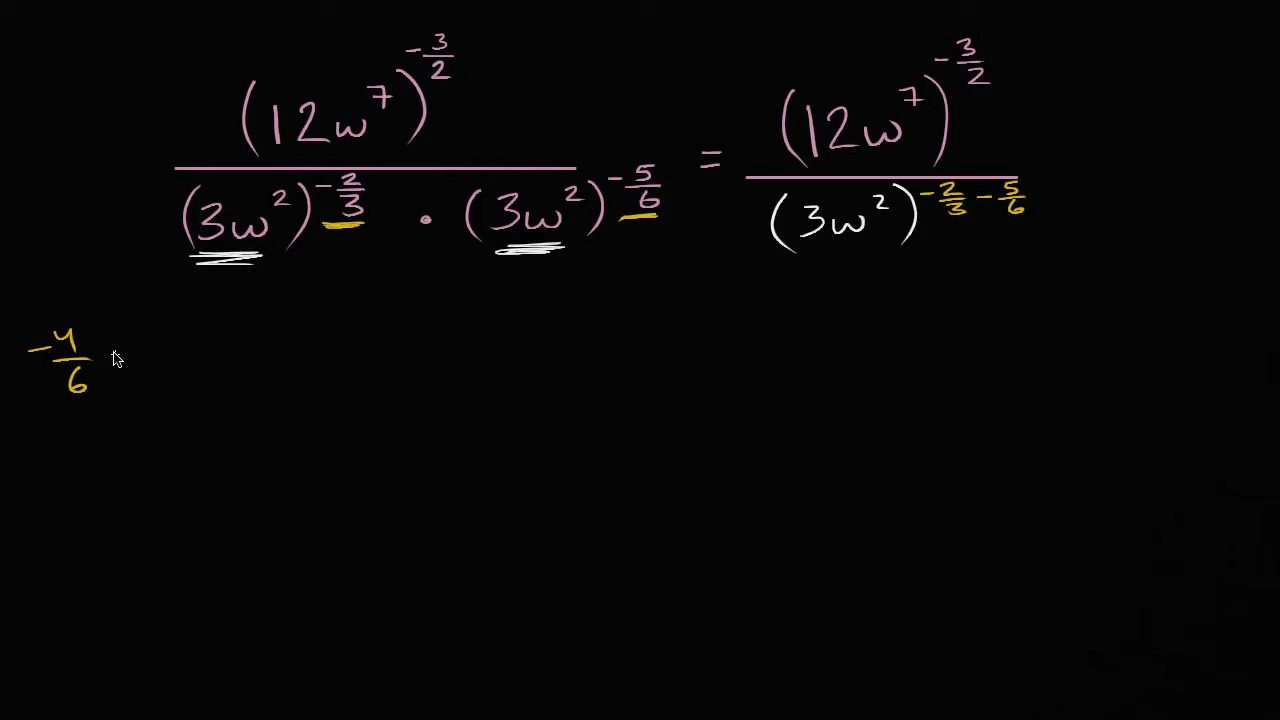 (12w^7)^{-3/2} / ((3w^2)^{-2/3} · (3w^2)^{-5/6}) = (12w^7)^{-3/2} / (3w^2)^{-2/3 - 5/6}
-4/6